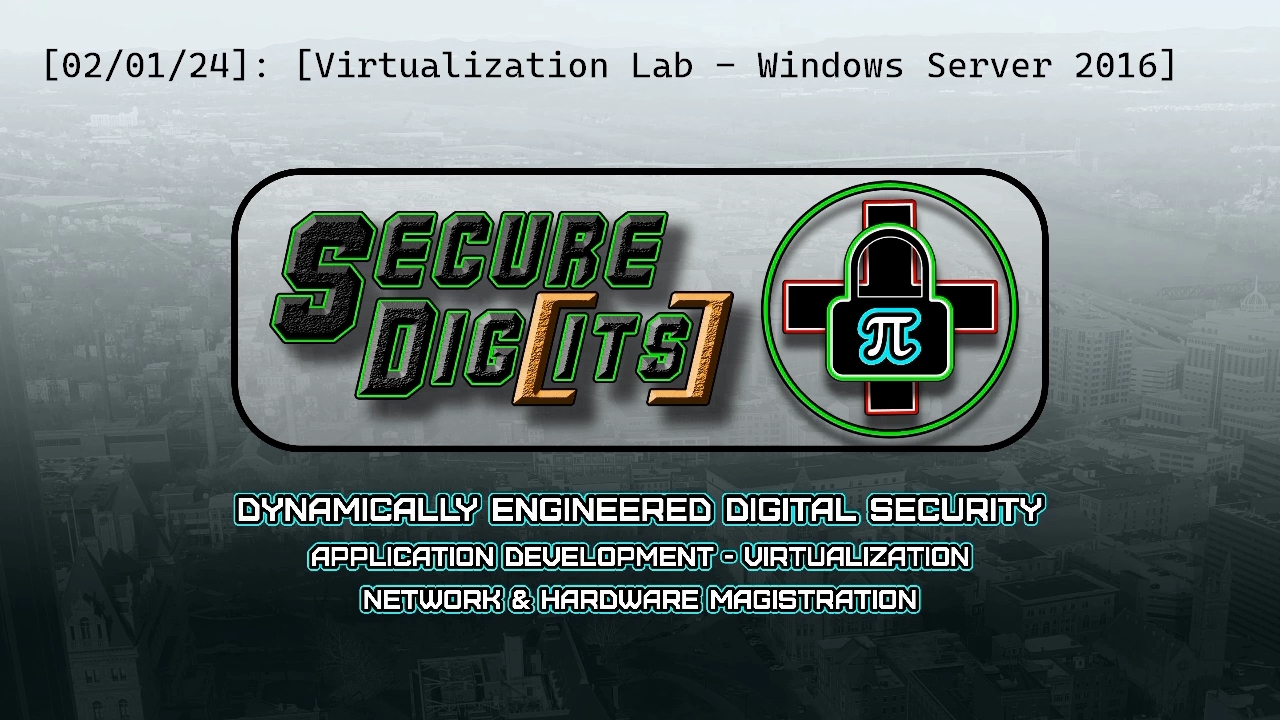 [02/01/24]: [Virtualization Lab – Windows Server 2016]
SECURE
DIG[ITS]
π
DYNAMICALLY ENGINEERED DIGITAL SECURITY
APPLICATION DEVELOPMENT - VIRTUALIZATION
NETWORK & HARDWARE MAGISTRATION